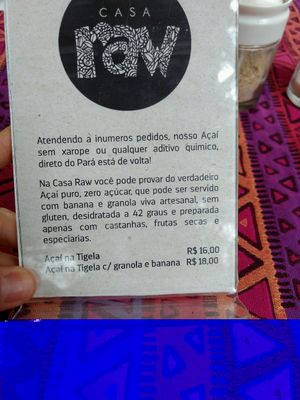 CASA
raw
Atendendo à inumeros pedidos, nosso Açaí
sem xarope ou qualquer aditivo quimico,
direto do Pará está de volta!
Na Casa Raw você pode provar do verdadeiro
Açaí puro, zero açúcar, que pode ser servido
com banana e granola viva artesanal, sem
gluten, desidratada a 42 graus e preparada
apenas com castanhas, frutas secas e
especiarias.
Açaí na Tigela R$ 16,00
Açaí na Tigela c/ granola e banana R$ 18,00